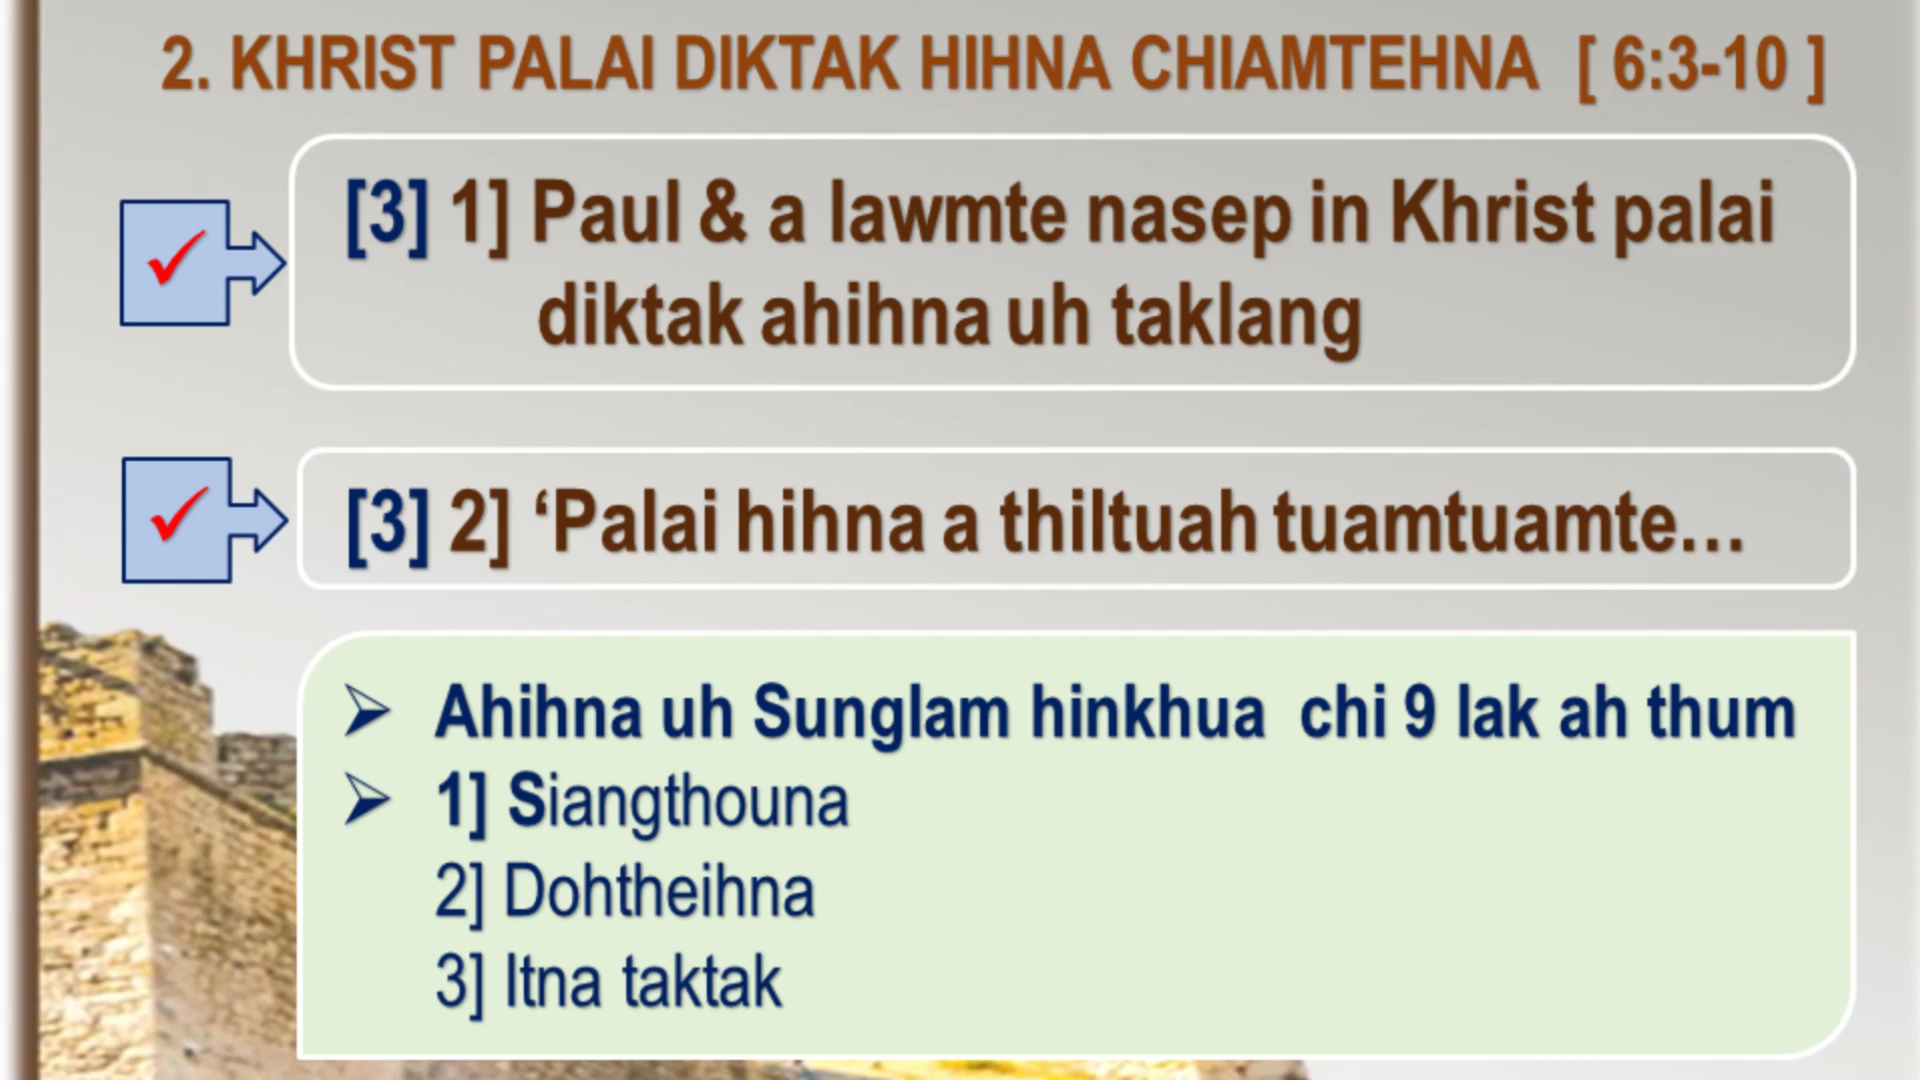 2. KHRIST PALAI DIKTAK HIHNA CHIAMTEHNA [ 6:3-10 ]
[3] 1] Paul & a lawmte nasep in Khrist palai
diktak ahihna uh taklang
[3] 2] ‘Palai hihna a thiltuah tuamtuamte…
➢ Ahihna uh Sunglam hinkhua chi 9 lak ah thum
➢ 1] Siangthouna
2] Dohtheihna
3] Itna taktak